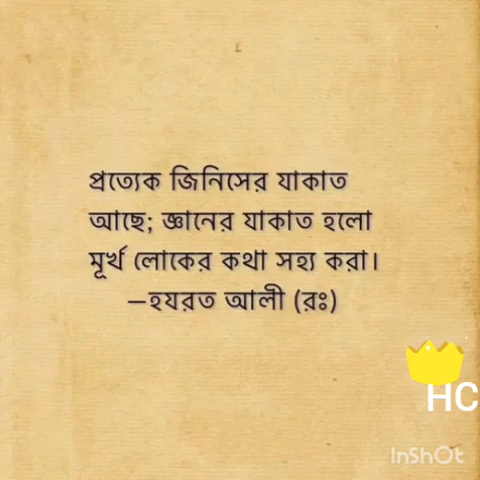 প্রত্যেক জিনিসের যাকাত
আছে; জ্ঞানের যাকাত হলো
মূর্খ লোকের কথা সহ্য করা।
—হযরত আলী (রঃ)
HC
InShOt